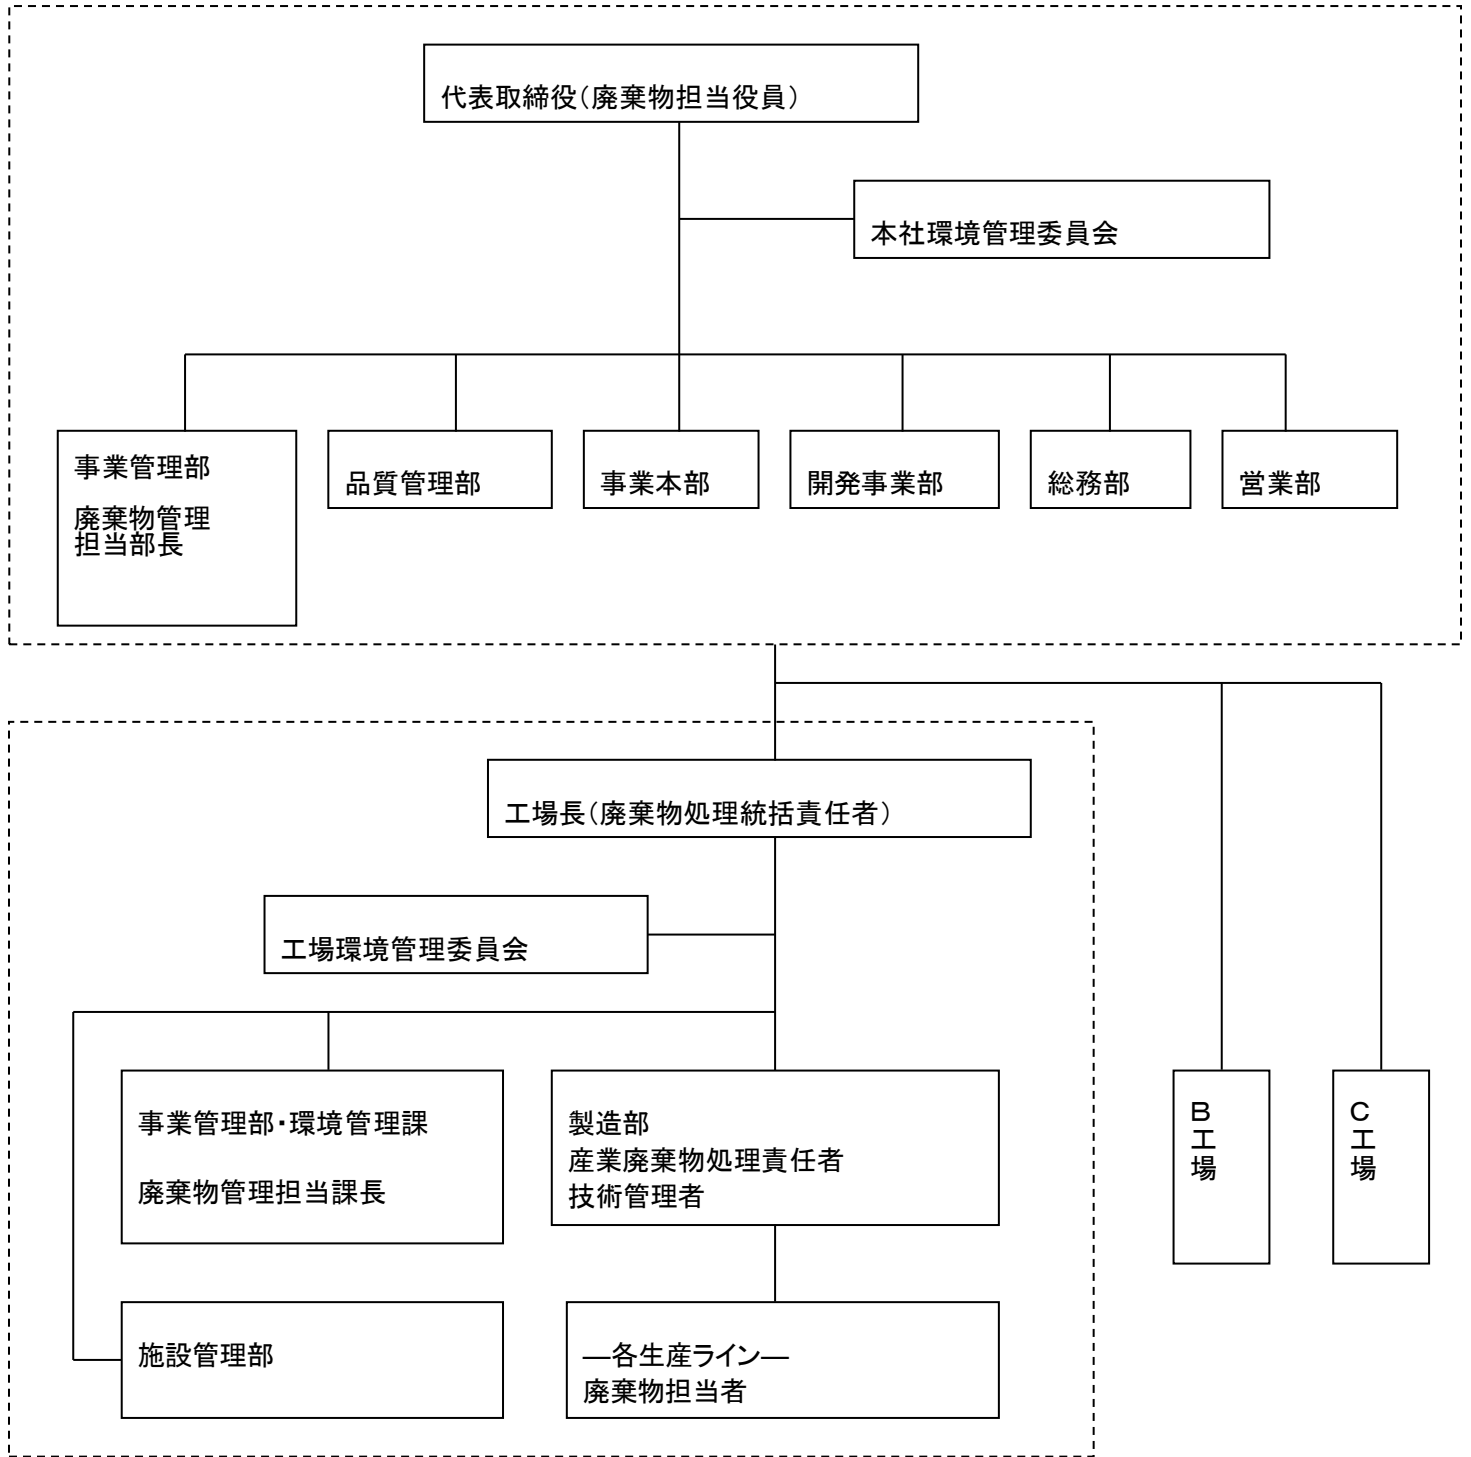 代表取締役（廃棄物担当役員）
本社環境管理委員会
事業管理部
廃棄物管理
担当部長
品質管理部
事業本部
開発事業部
総務部
営業部
工場長（廃棄物処理統括責任者）
工場環境管理委員会
事業管理部・環境管理課
廃棄物管理担当課長
製造部
産業廃棄物処理責任者
技術管理者
B工場
C工場
施設管理部
―各生産ライン―
廃棄物担当者